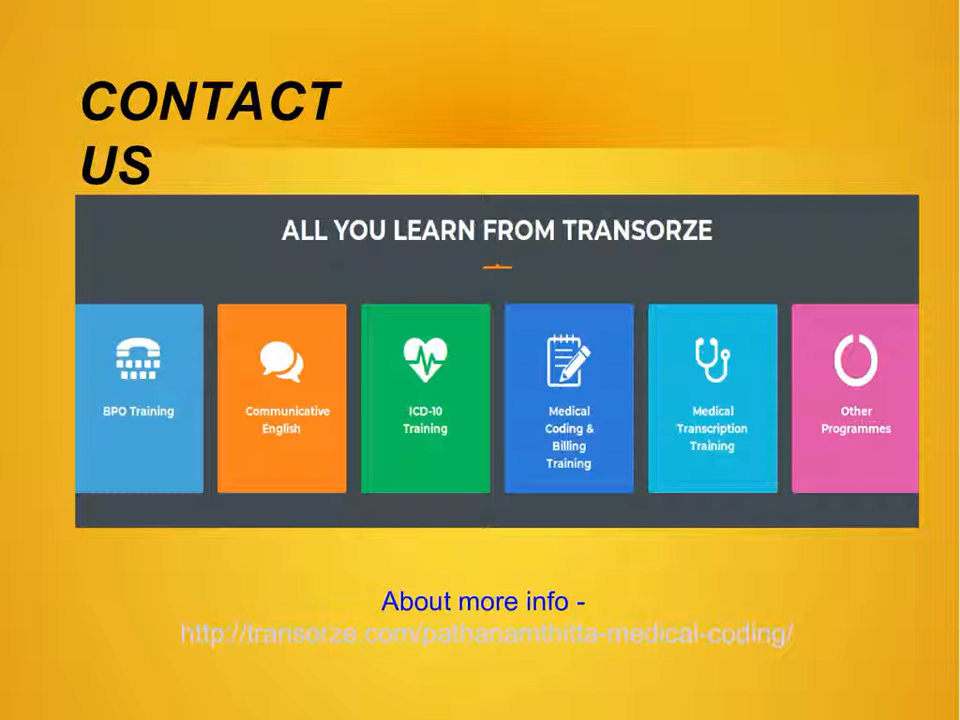 CONTACT
US
ALL YOU LEARN FROM TRANSORZE
BPO Training
Communicative
English
ICD-10
Training
Medical
Coding &
Billing
Training
Medical
Transcription
Training
Other
Programmes
About more info -
http://transorze.com/pathanamthitta-medical-coding/